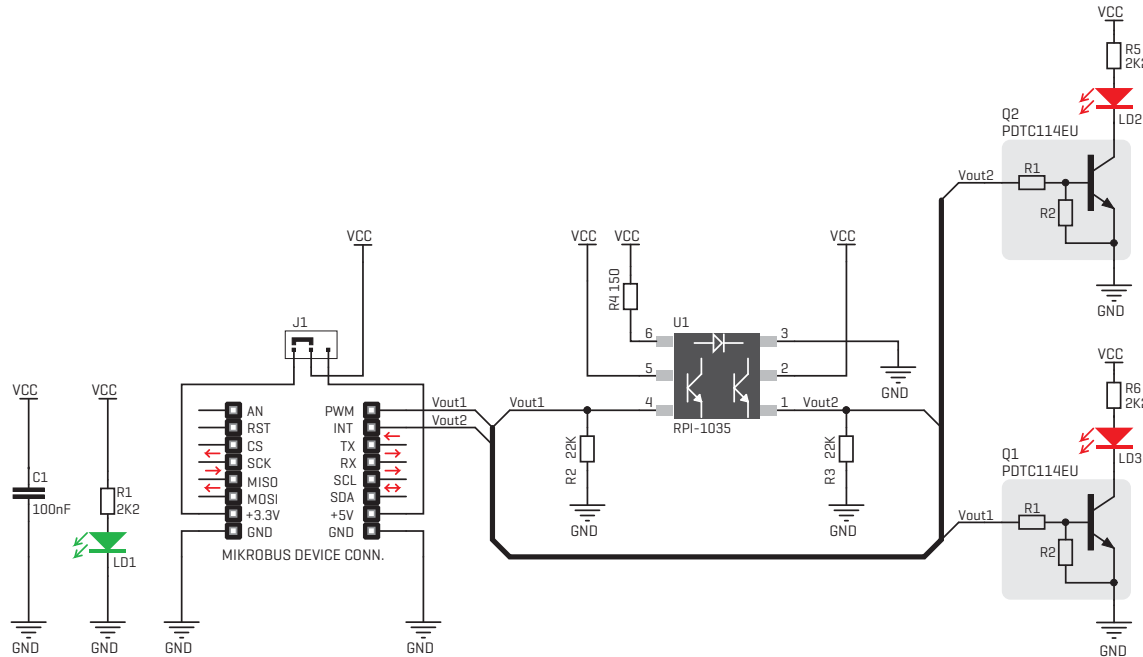 VCC
R5
2K2
LD2
Q2
PDTC114EU
Vout2
R1
R2
GND
VCC
VCC
VCC
VCC
R4 150
U1
6
3
5
2
4
1
RPI-1035
GND
J1
VCC
VCC
C1
100nF
R1
2K2
LD1
GND
GND
GND
GND
AN
RST
CS
SCK
MISO
MOSI
+3.3V
GND
PWM
INT
TX
RX
SCL
SDA
+5V
GND
MIKROBUS DEVICE CONN.
Vout1
Vout2
Vout1
Vout2
R2 22K
GND
R3 22K
GND
VCC
R6
2K2
LD3
Q1
PDTC114EU
Vout1
R1
R2
GND